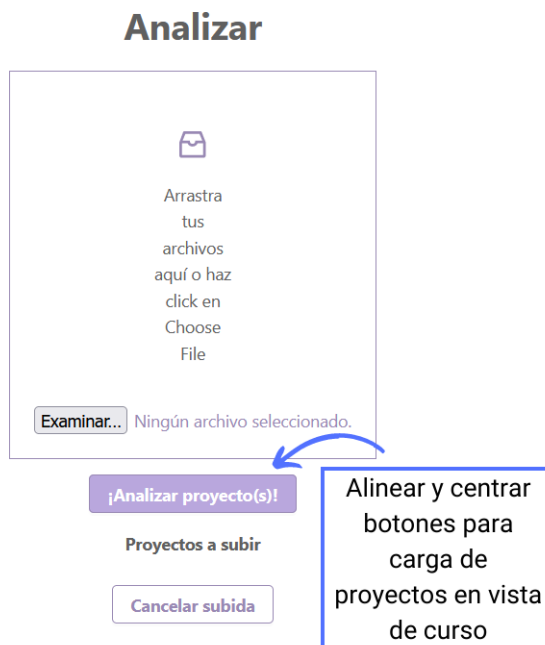 Analizar
Arrastra
tus
archivos
aquí o haz
click en
Choose
File
Examinar... Ningún archivo seleccionado.
¡Analizar proyecto(s)!
Proyectos a subir
Cancelar subida
Alinear y centrar
botones para
carga de
proyectos en vista
de curso